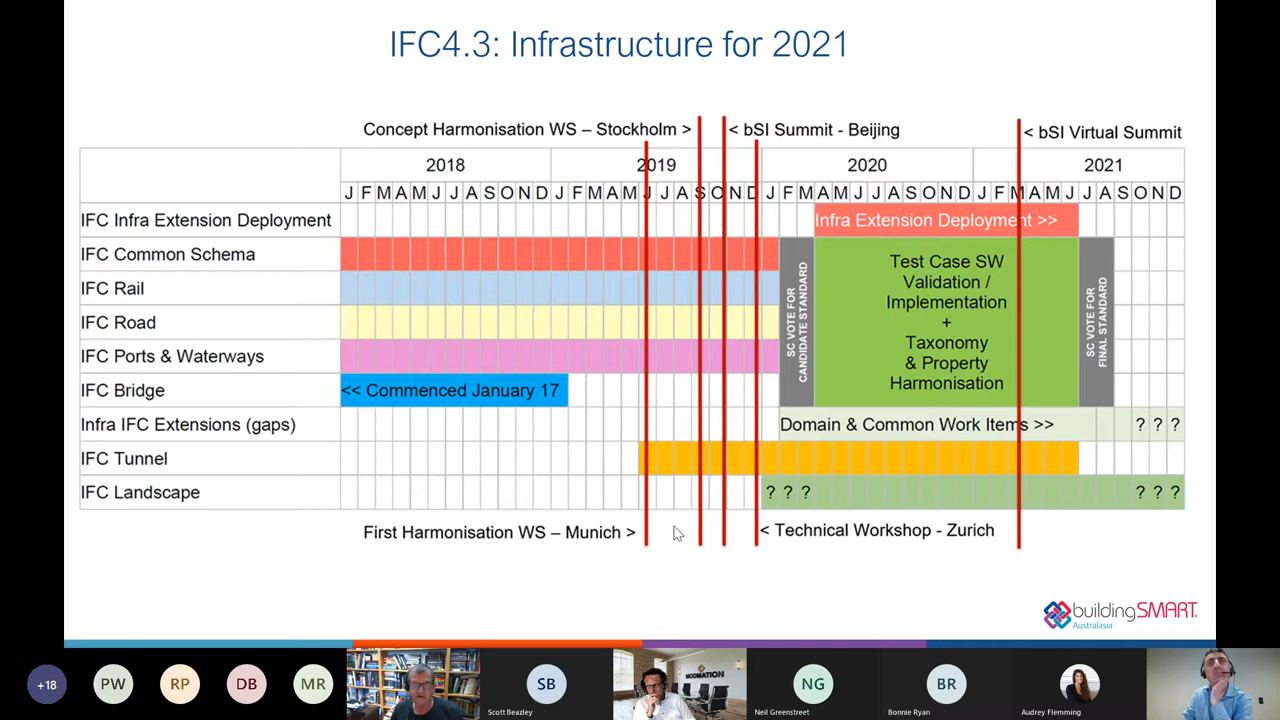 IFC4.3: Infrastructure for 2021
Concept Harmonisation WS – Stockholm >
< bSI Summit - Beijing
< bSI Virtual Summit
2018 2019 2020 2021
J F M A M J J A S O N D J F M A M J J A S O N D J F M A M J J A S O N D J F M A M J J A S O N D
IFC Infra Extension Deployment
Infra Extension Deployment >>
IFC Common Schema
IFC Rail
IFC Road
IFC Ports & Waterways
SC VOTE FOR
CANDIDATE STANDARD
Test Case SW
Validation /
Implementation
+
Taxonomy
& Property
Harmonisation
SC VOTE FOR
FINAL STANDARD
IFC Bridge
<< Commenced January 17
Infra IFC Extensions (gaps)
Domain & Common Work Items >>
? ? ?
IFC Tunnel
IFC Landscape
? ? ?
? ? ?
First Harmonisation WS – Munich >
< Technical Workshop - Zurich
buildingSMART
Australasia
+18
PW
RP
DB
MR
SB
Scott Beazley
NG
Neil Greenstreet
BR
Bonnie Ryan
Audrey Flemming